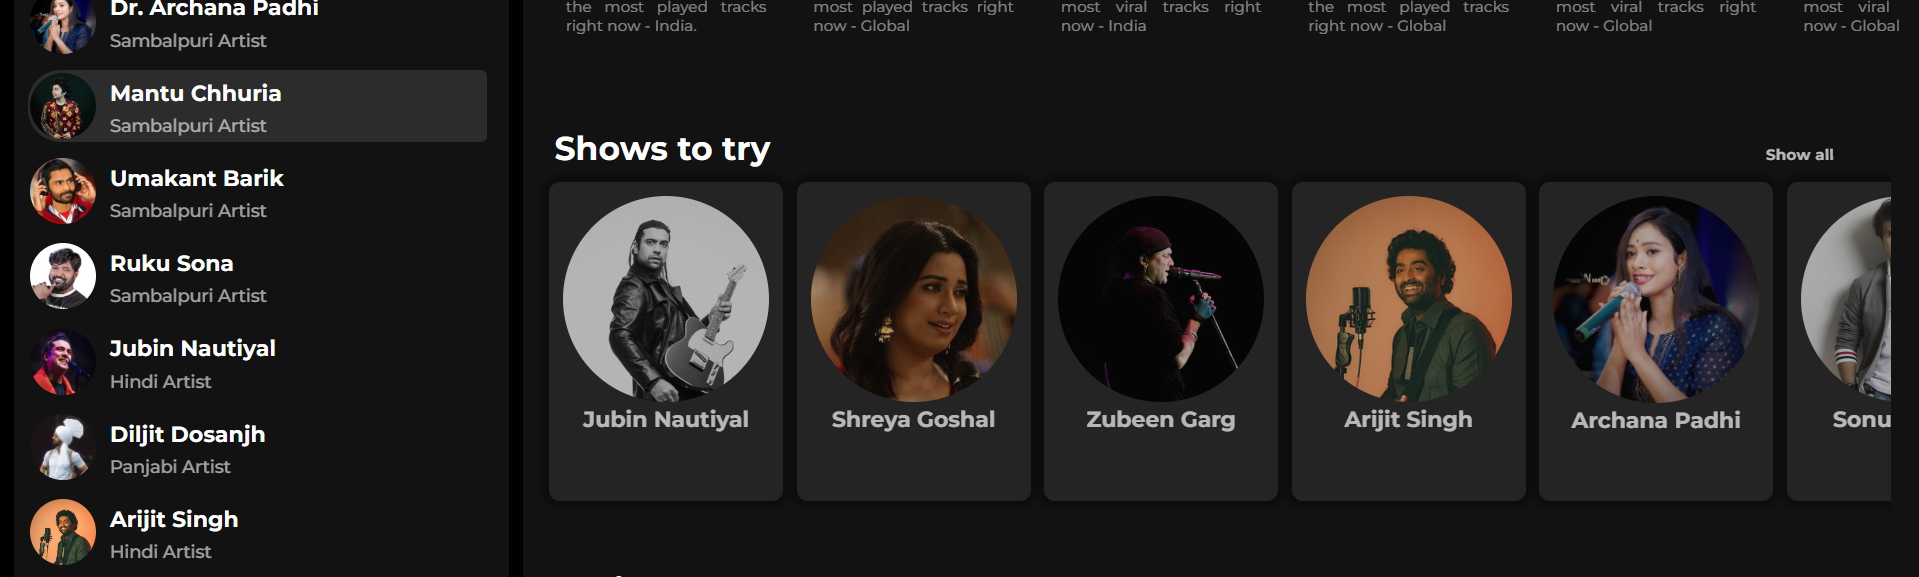 Dr. Archana Padhi
Sambalpuri Artist
Mantu Chhuria
Sambalpuri Artist
Umakant Barik
Sambalpuri Artist
Ruku Sona
Sambalpuri Artist
Jubin Nautiyal
Hindi Artist
Diljit Dosanjh
Panjabi Artist
Arijit Singh
Hindi Artist
the most played tracks
right now - India.
most played tracks right
now - Global
most viral tracks right
now - India
the most played tracks
right now - Global
most viral tracks right
now - Global
most viral
now - Global
Shows to try
Show all
Jubin Nautiyal
Shreya Goshal
Zubeen Garg
Arijit Singh
Archana Padhi
Sonu